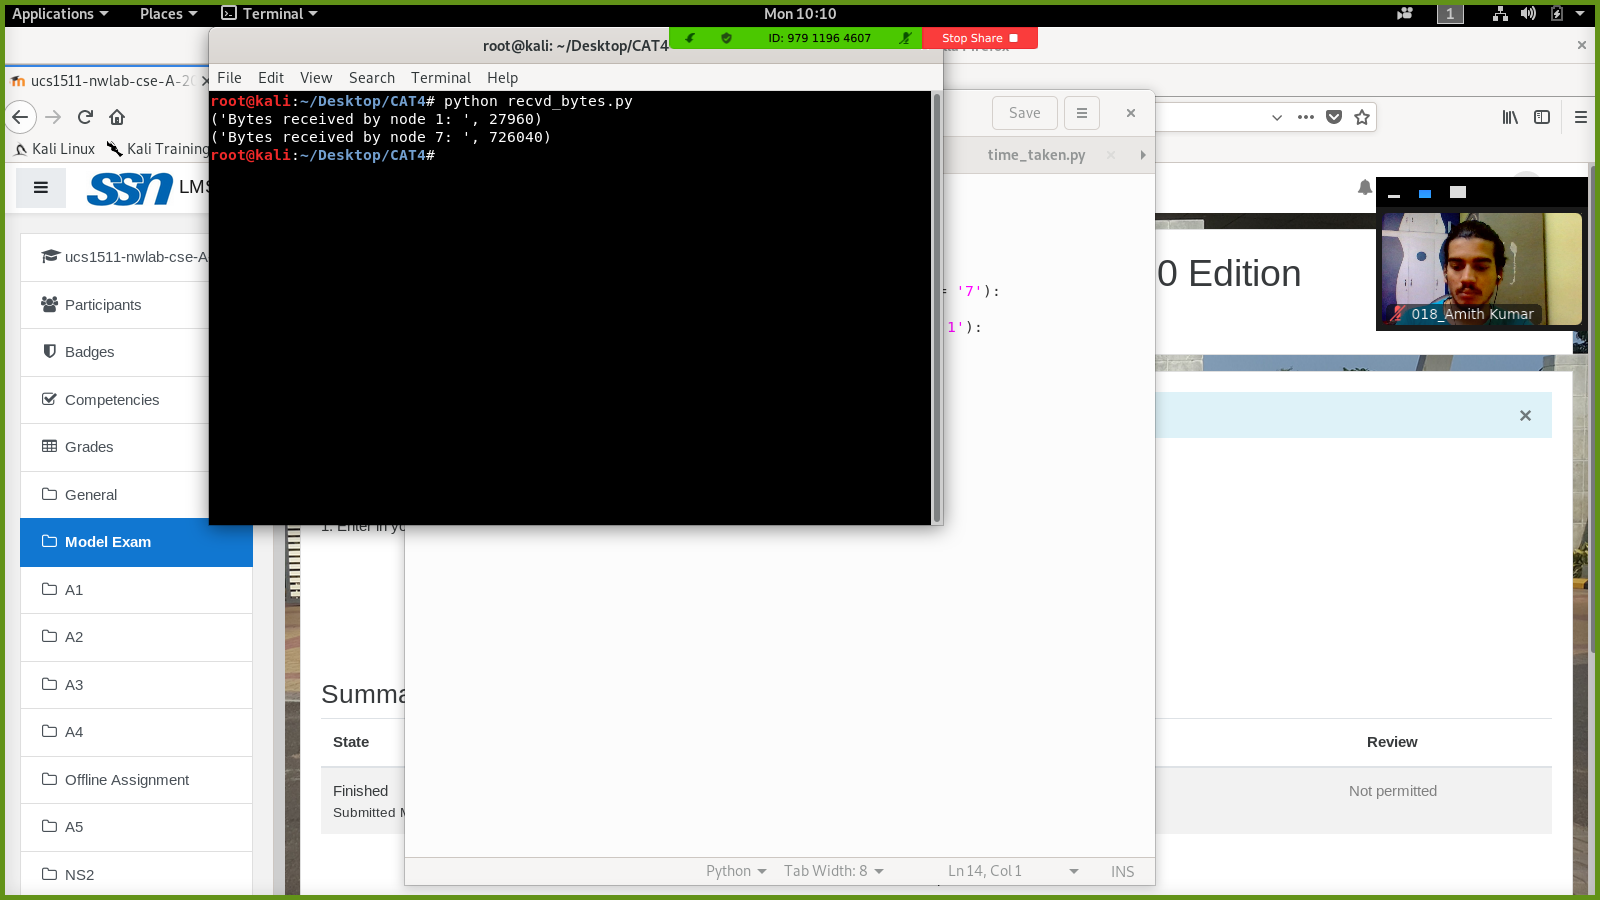 Applications Places Terminal Mon 10:10 1
root@kali: ~/Desktop/CAT4
ID: 979 1196 4607 Stop Share
ucs1511-nwlab-cse-A-20
File Edit View Search Terminal Help
root@kali:~/Desktop/CAT4# python recvd_bytes.py
('Bytes received by node 1: ', 27960)
('Bytes received by node 7: ', 726040)
root@kali:~/Desktop/CAT4#
Save
Kali Linux Kali Training
time_taken.py
ssn LMS
ucs1511-nwlab-cse-A
Participants
Badges
Competencies
Grades
General
Model Exam
A1
A2
A3
A4
Offline Assignment
A5
NS2
= '7'):
1'):
0 Edition
018_Amith Kumar
1. Enter in yo
Summa
State Review
Finished Not permitted
Submitted M
Python Tab Width: 8 Ln 14, Col 1 INS